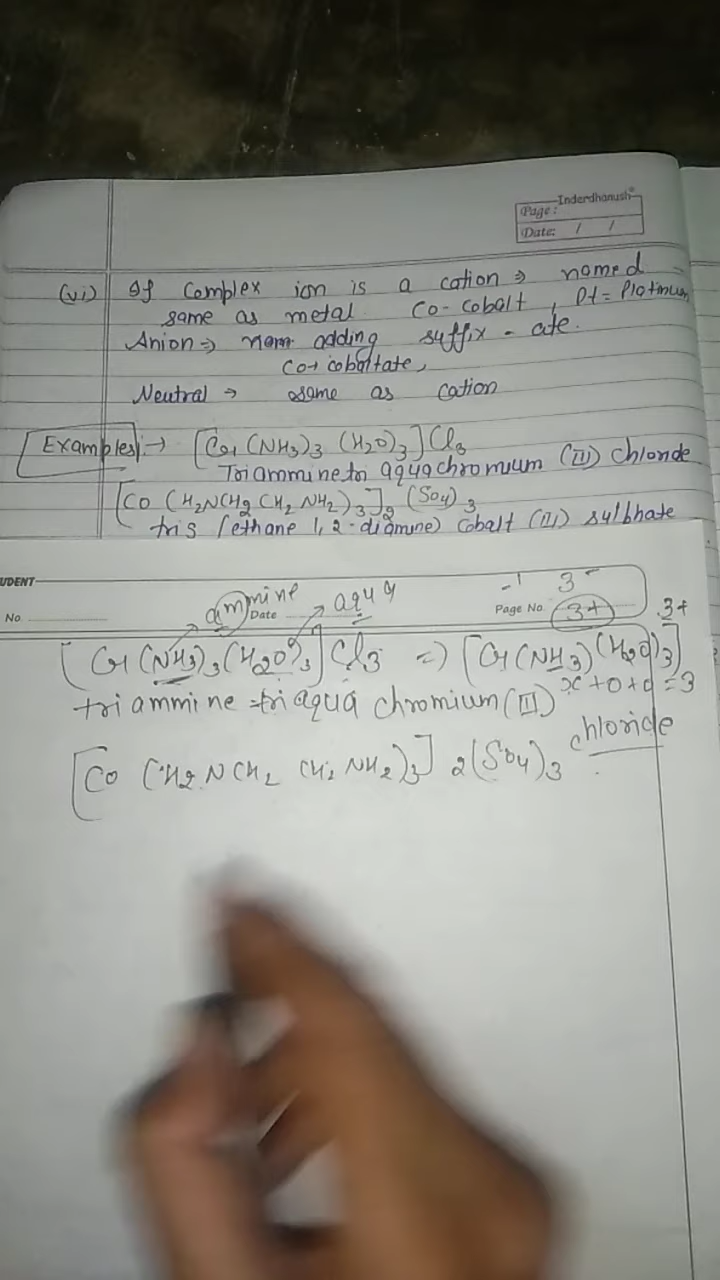 Inderdhanush
Page :
Date: / /
(vi) If Complex ion is a cation ⇒ named
same as metal Co - cobalt , Pt = Platinum
Anion ⇒ adding suffix - ate.
cobaltate,
Neutral → same as cation
Examples :→ [Cr (NH3)3 (H2O)3] Cl3
Triamminetri aquachromium (III) chloride
[CO (H2NCH2 CH2 NH2)3]2 (SO4)3
tris (ethane 1,2-diamine) cobalt (III) sulphate
UDENT
ammine aqua -1 3-
No Date Page No. 3+ 3+
[Cr (NH3)3 (H2O)3] Cl3 ⇒ [Cr (NH3) (H2O)3]
x+0+0=3
tri ammine triaqua chromium (III)
chloride
[CO (H2NCH2 CH2 NH2)3] 2(SO4)3